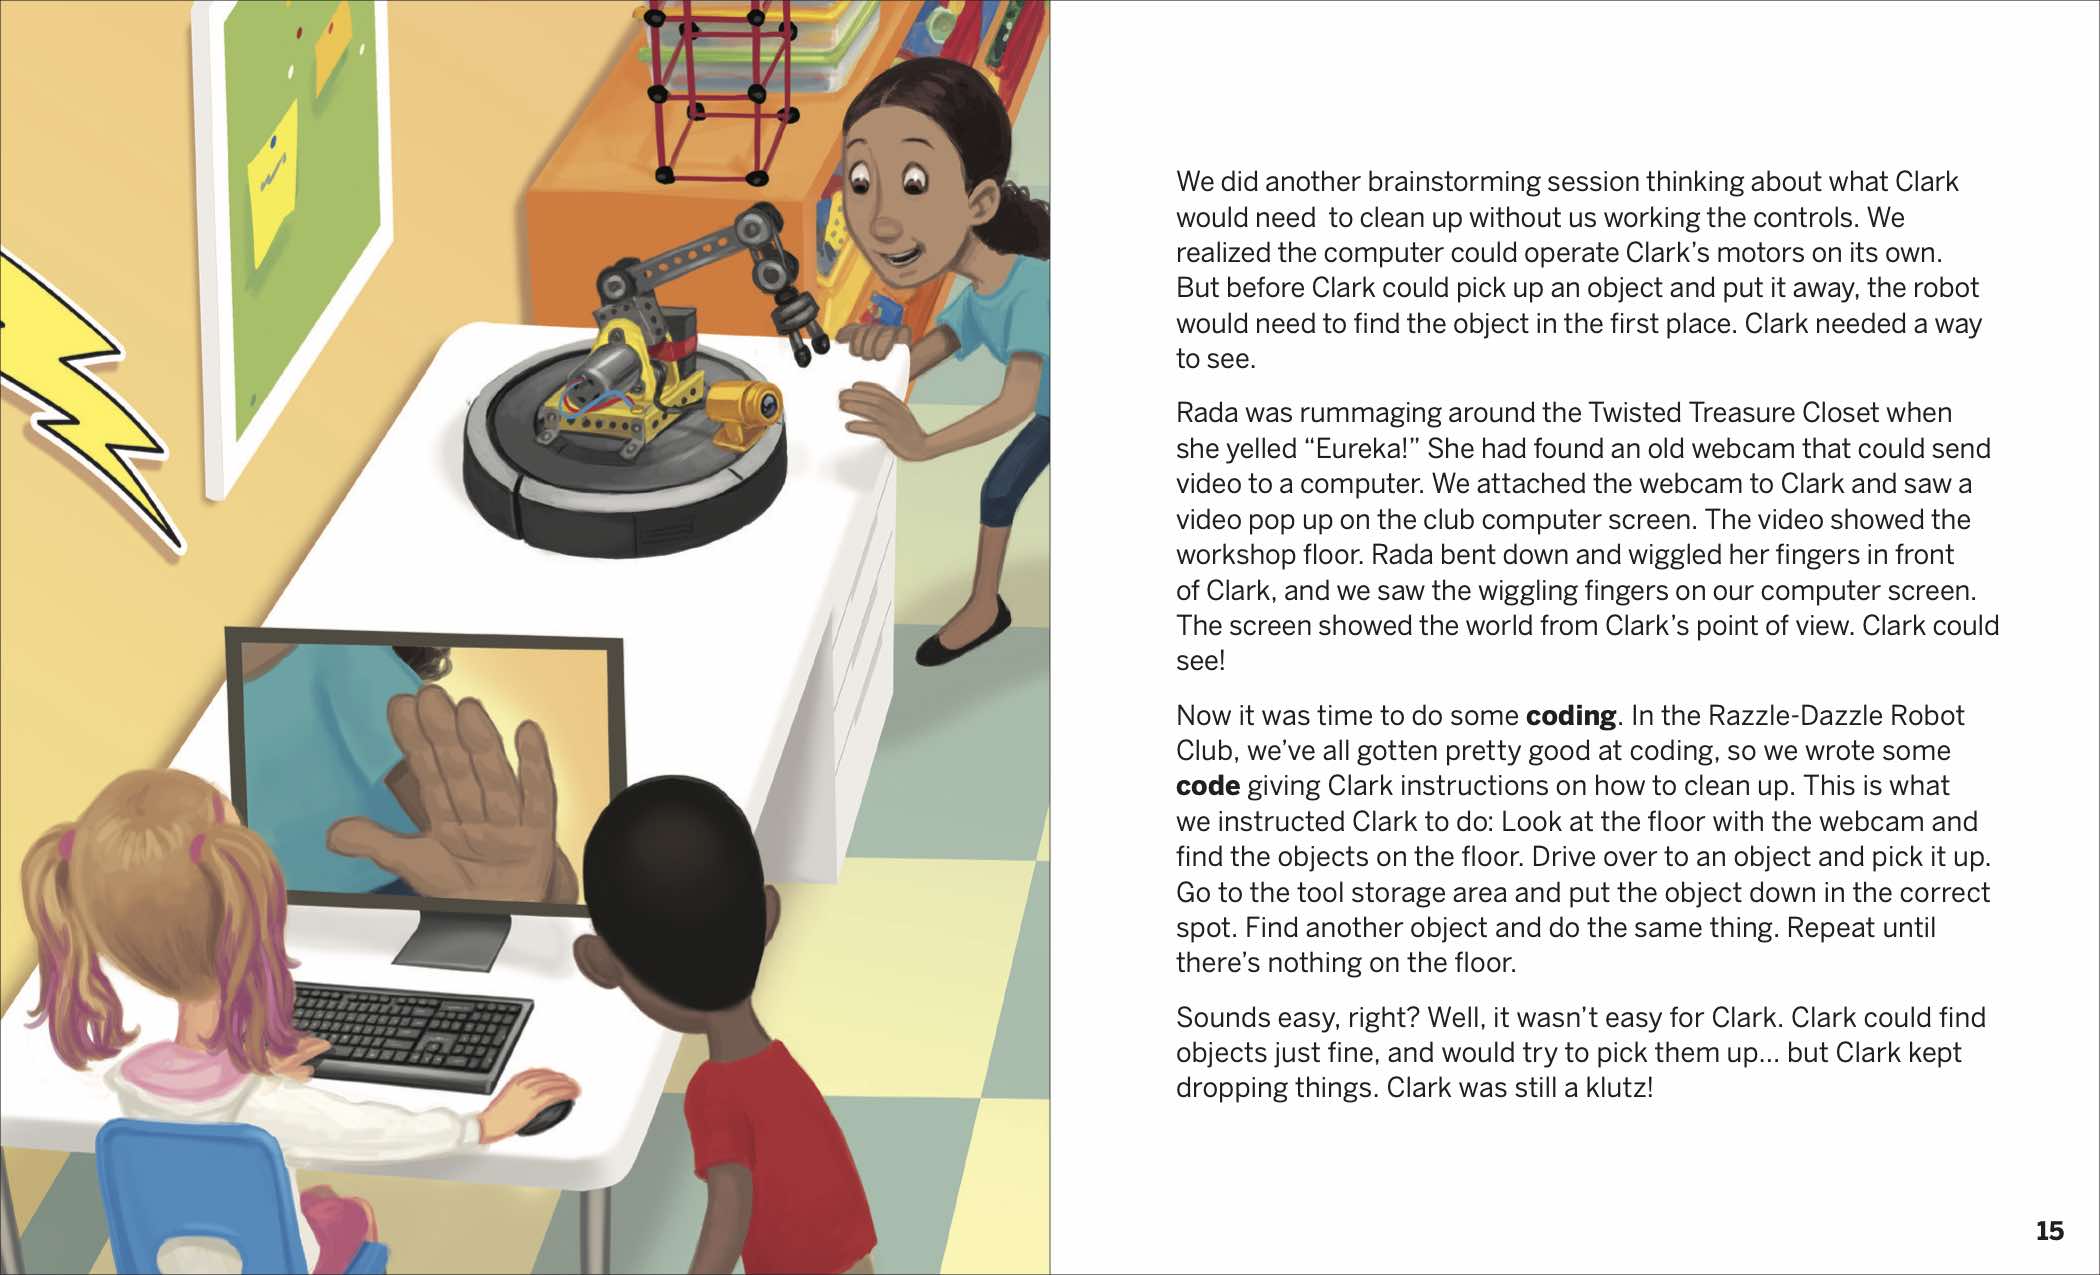 We did another brainstorming session thinking about what Clark
would need  to clean up without us working the controls. We
realized the computer could operate Clark’s motors on its own.
But before Clark could pick up an object and put it away, the robot
would need to find the object in the first place. Clark needed a way
to see.
Rada was rummaging around the Twisted Treasure Closet when
she yelled “Eureka!” She had found an old webcam that could send
video to a computer. We attached the webcam to Clark and saw a
video pop up on the club computer screen. The video showed the
workshop floor. Rada bent down and wiggled her fingers in front
of Clark, and we saw the wiggling fingers on our computer screen.
The screen showed the world from Clark’s point of view. Clark could
see!
Now it was time to do some coding. In the Razzle-Dazzle Robot
Club, we’ve all gotten pretty good at coding, so we wrote some
code giving Clark instructions on how to clean up. This is what
we instructed Clark to do: Look at the floor with the webcam and
find the objects on the floor. Drive over to an object and pick it up.
Go to the tool storage area and put the object down in the correct
spot. Find another object and do the same thing. Repeat until
there’s nothing on the floor.
Sounds easy, right? Well, it wasn’t easy for Clark. Clark could find
objects just fine, and would try to pick them up... but Clark kept
dropping things. Clark was still a klutz!
15